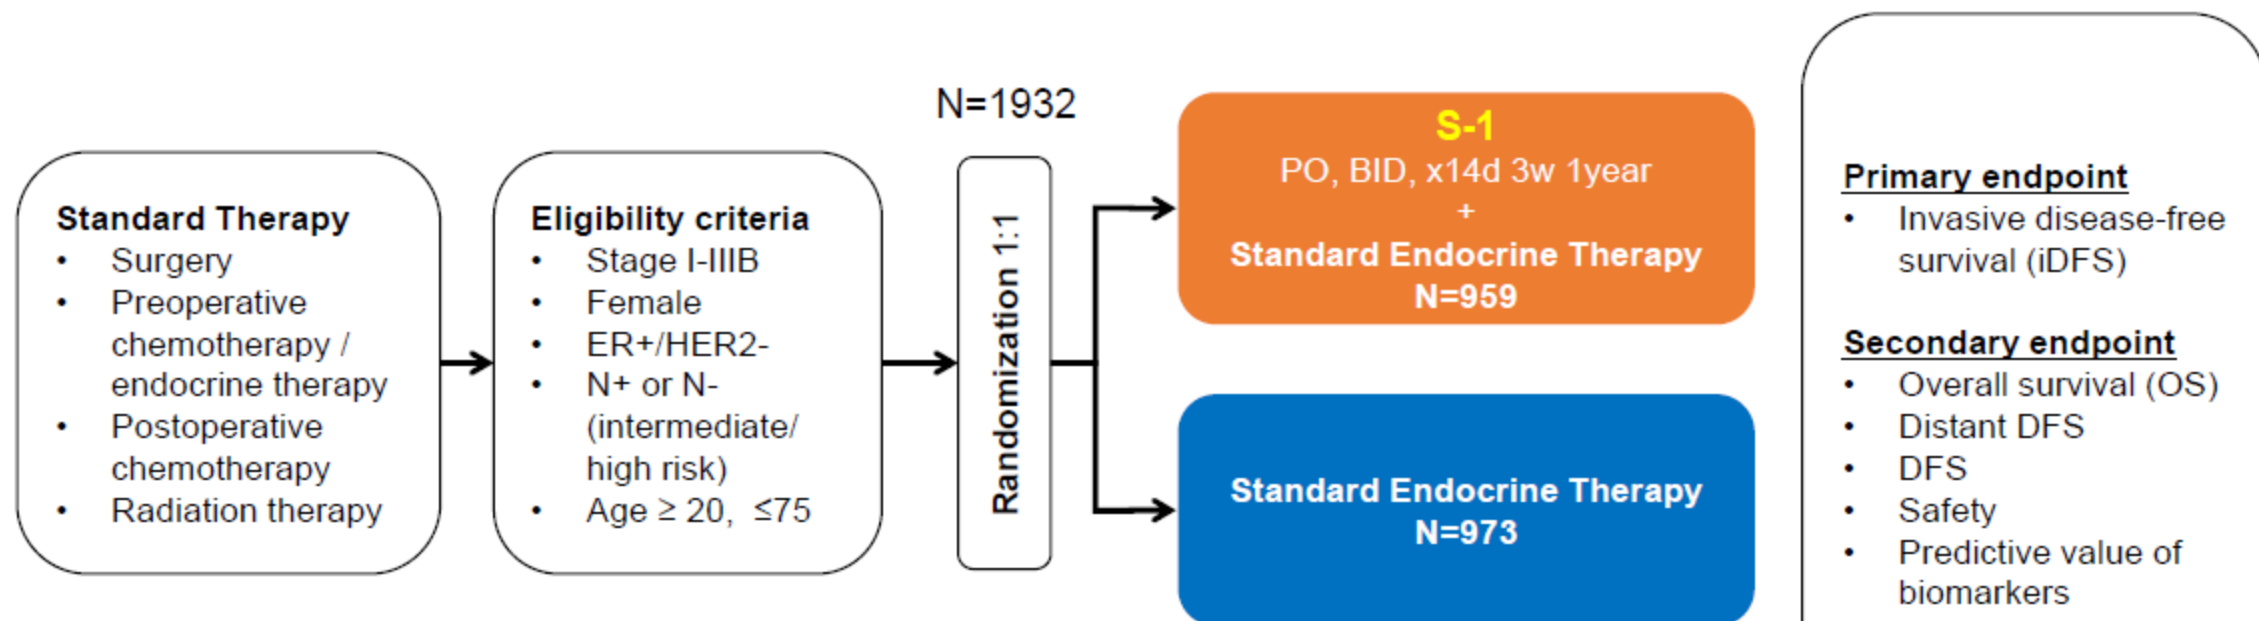 Standard Therapy
• Surgery
• Preoperative
chemotherapy /
endocrine therapy
• Postoperative
chemotherapy
• Radiation therapy
Eligibility criteria
• Stage I-IIIB
• Female
• ER+/HER2-
• N+ or N-
(intermediate/
high risk)
• Age ≥ 20, ≤75
N=1932
Randomization 1:1
S-1
PO, BID, x14d 3w 1year
+
Standard Endocrine Therapy
N=959
Standard Endocrine Therapy
N=973
Primary endpoint
• Invasive disease-free
survival (iDFS)
Secondary endpoint
• Overall survival (OS)
• Distant DFS
• DFS
• Safety
• Predictive value of
biomarkers